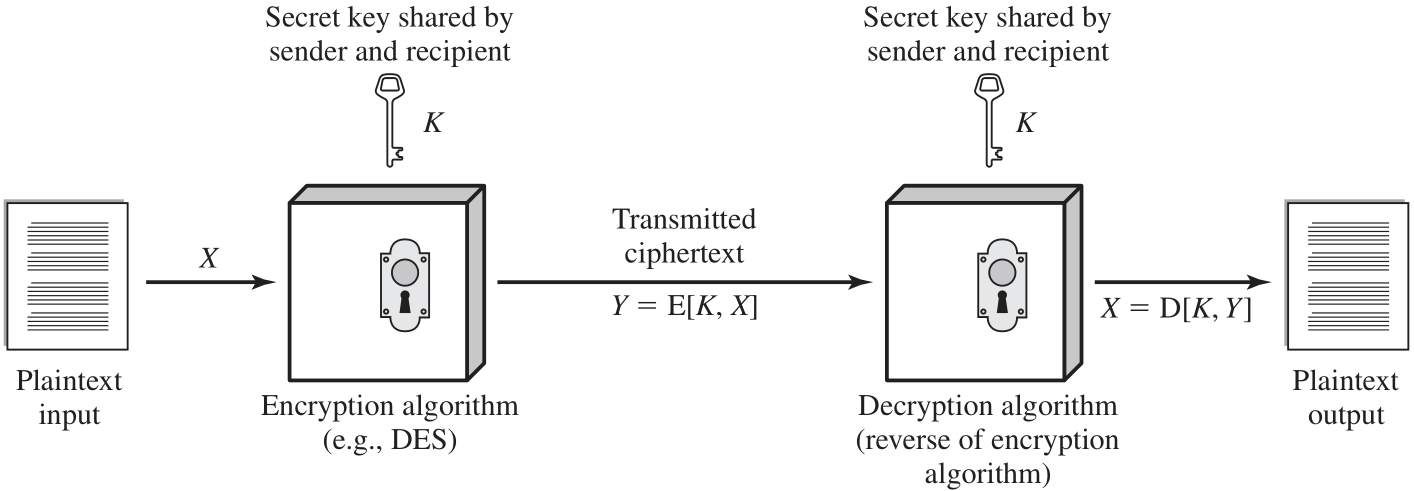 Secret key shared by
sender and recipient
K
Secret key shared by
sender and recipient
K
X
Transmitted
ciphertext
Y = E[K, X]
X = D[K, Y]
Plaintext
input
Encryption algorithm
(e.g., DES)
Decryption algorithm
(reverse of encryption
algorithm)
Plaintext
output